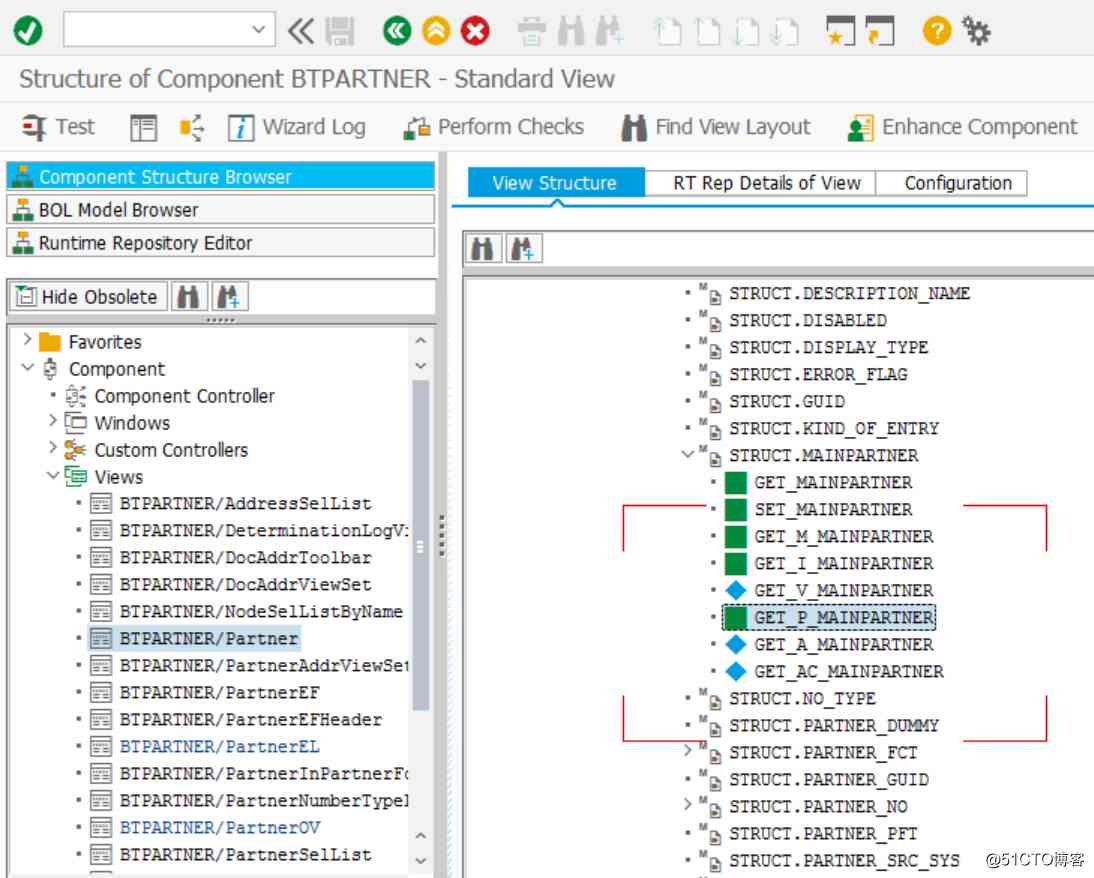 Structure of Component BTPARTNER - Standard View
Test
Wizard Log
Perform Checks
Find View Layout
Enhance Component
Component Structure Browser
BOL Model Browser
Runtime Repository Editor
Hide Obsolete
Favorites
Component
Component Controller
Windows
Custom Controllers
Views
BTPARTNER/AddressSelList
BTPARTNER/DeterminationLogVi
BTPARTNER/DocAddrToolbar
BTPARTNER/DocAddrViewSet
BTPARTNER/NodeSelListByName
BTPARTNER/Partner
BTPARTNER/PartnerAddrViewSet
BTPARTNER/PartnerEF
BTPARTNER/PartnerEFHeader
BTPARTNER/PartnerEL
BTPARTNER/PartnerInPartnerFo
BTPARTNER/PartnerNumberTypeI
BTPARTNER/PartnerOV
BTPARTNER/PartnerSelList
View Structure
RT Rep Details of View
Configuration
STRUCT.DESCRIPTION_NAME
STRUCT.DISABLED
STRUCT.DISPLAY_TYPE
STRUCT.ERROR_FLAG
STRUCT.GUID
STRUCT.KIND_OF_ENTRY
STRUCT.MAINPARTNER
GET_MAINPARTNER
SET_MAINPARTNER
GET_M_MAINPARTNER
GET_I_MAINPARTNER
GET_V_MAINPARTNER
GET_P_MAINPARTNER
GET_A_MAINPARTNER
GET_AC_MAINPARTNER
STRUCT.NO_TYPE
STRUCT.PARTNER_DUMMY
STRUCT.PARTNER_FCT
STRUCT.PARTNER_GUID
STRUCT.PARTNER_NO
STRUCT.PARTNER_PFT
STRUCT.PARTNER_SRC_SYS
@51CTO博客